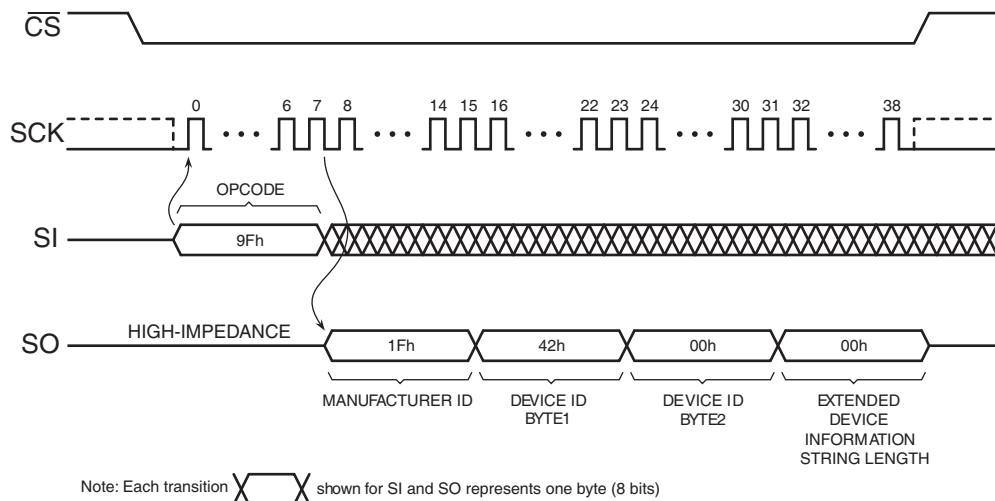 CS
0 6 7 8 14 15 16 22 23 24 30 31 32 38
SCK
OPCODE
SI
9Fh
HIGH-IMPEDANCE
SO
1Fh 42h 00h 00h
MANUFACTURER ID
DEVICE ID
BYTE1
DEVICE ID
BYTE2
EXTENDED
DEVICE
INFORMATION
STRING LENGTH
Note: Each transition shown for SI and SO represents one byte (8 bits)